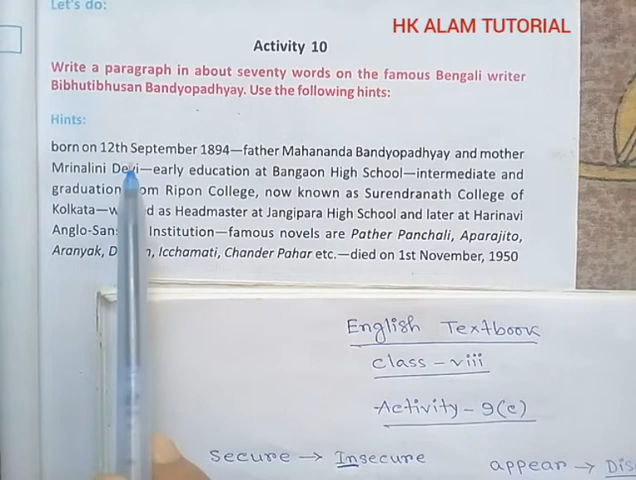 Let's do:
HK ALAM TUTORIAL
Activity 10
Write a paragraph in about seventy words on the famous Bengali writer
Bibhutibhusan Bandyopadhyay. Use the following hints:
Hints:
born on 12th September 1894—father Mahananda Bandyopadhyay and mother
Mrinalini Devi—early education at Bangaon High School—intermediate and
graduation from Ripon College, now known as Surendranath College of
Kolkata— as Headmaster at Jangipara High School and later at Harinavi
Institution—famous novels are Pather Panchali, Aparajito,
Aranyak, Icchamati, Chander Pahar etc.—died on 1st November, 1950
English Textbook
Class - viii
Activity - 9(c)
Secure → Insecure
appear → Dis